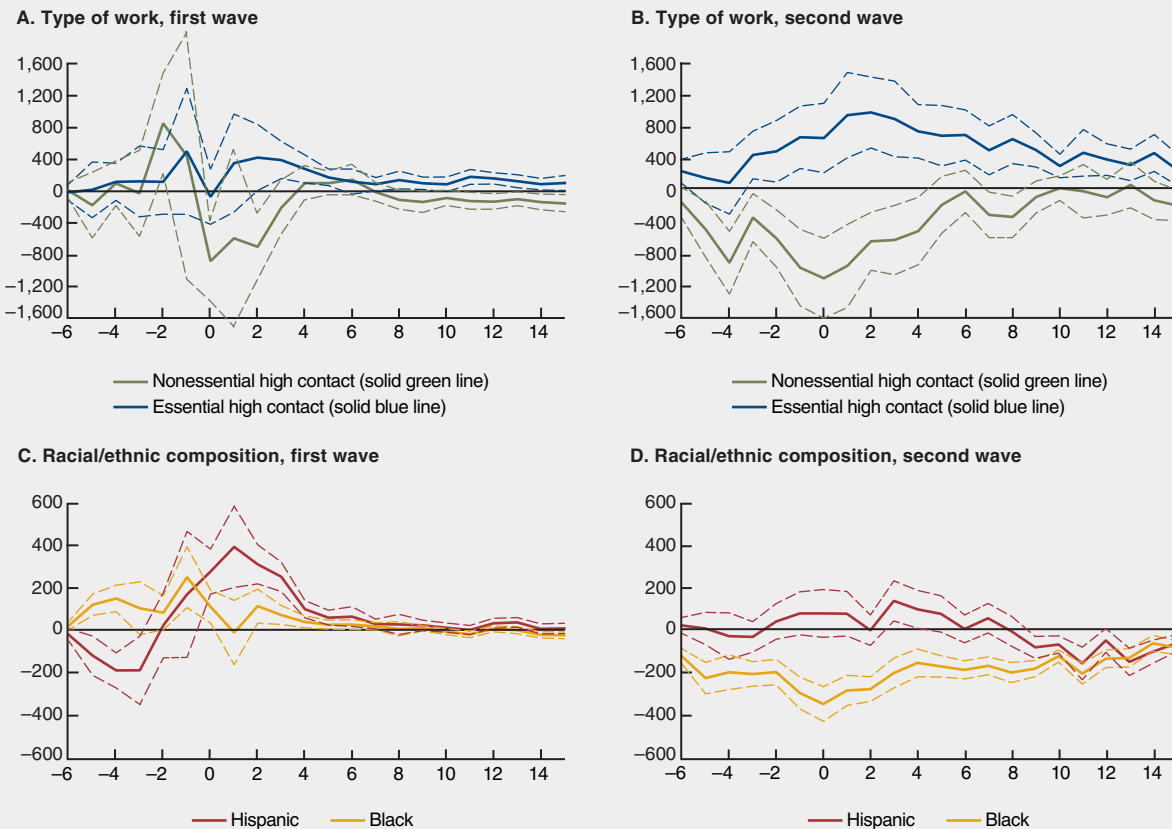 A. Type of work, first wave
1,600
1,200
800
400
0
−400
−800
−1,200
−1,600
−6 −4 −2 0 2 4 6 8 10 12 14
Nonessential high contact (solid green line)
Essential high contact (solid blue line)
B. Type of work, second wave
1,600
1,200
800
400
0
−400
−800
−1,200
−1,600
−6 −4 −2 0 2 4 6 8 10 12 14
Nonessential high contact (solid green line)
Essential high contact (solid blue line)
C. Racial/ethnic composition, first wave
600
400
200
0
−200
−400
−600
−6 −4 −2 0 2 4 6 8 10 12 14
Hispanic Black
D. Racial/ethnic composition, second wave
600
400
200
0
−200
−400
−600
−6 −4 −2 0 2 4 6 8 10 12 14
Hispanic Black